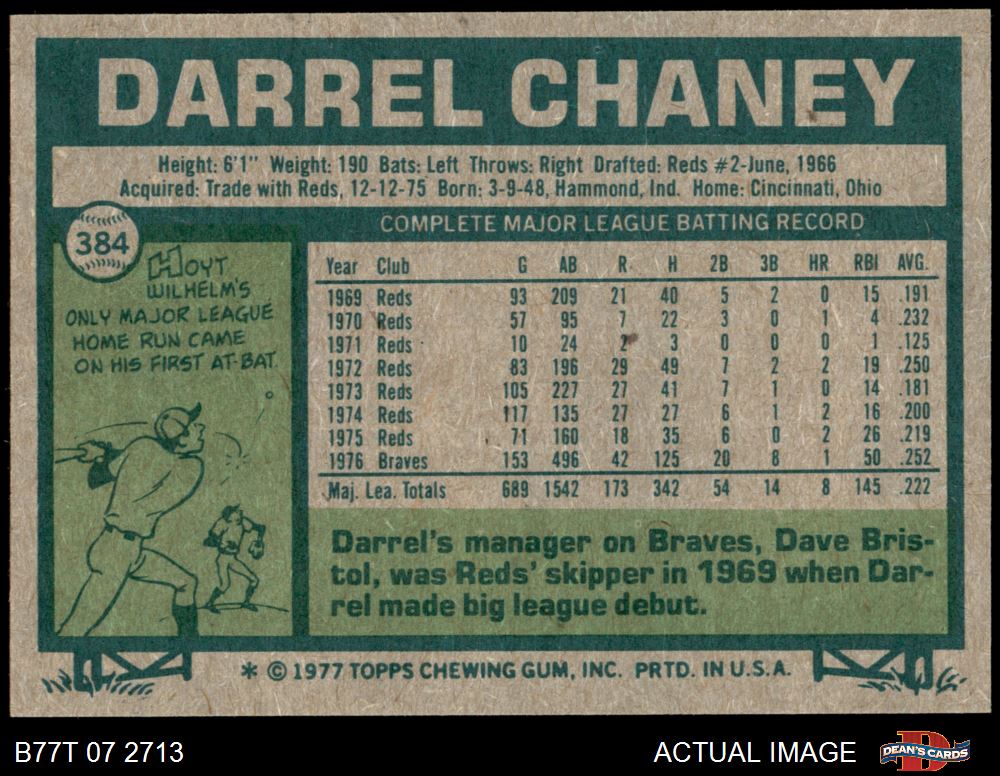 DARREL CHANEY
Height: 6'1" Weight: 190 Bats: Left Throws: Right Drafted: Reds #2-June, 1966
Acquired: Trade with Reds, 12-12-75 Born: 3-9-48, Hammond, Ind. Home: Cincinnati, Ohio
384
HOYT
WILHELM'S
ONLY MAJOR LEAGUE
HOME RUN CAME
ON HIS FIRST AT-BAT.
COMPLETE MAJOR LEAGUE BATTING RECORD
Year Club G AB R H 2B 3B HR RBI AVG.
1969 Reds 93 209 21 40 5 2 0 15 .191
1970 Reds 57 95 7 22 3 0 1 4 .232
1971 Reds 10 24 2 3 0 0 0 1 .125
1972 Reds 83 196 29 49 7 2 2 19 .250
1973 Reds 105 227 27 41 7 1 0 14 .181
1974 Reds 117 135 27 27 6 1 2 16 .200
1975 Reds 71 160 18 35 6 0 2 26 .219
1976 Braves 153 496 42 125 20 8 1 50 .252
Maj. Lea. Totals 689 1542 173 342 54 14 8 145 .222
Darrel's manager on Braves, Dave Bris-
tol, was Reds' skipper in 1969 when Dar-
rel made big league debut.
* © 1977 TOPPS CHEWING GUM, INC. PRTD. IN U.S.A.
B77T 07 2713
ACTUAL IMAGE
D
DEAN'S CARDS